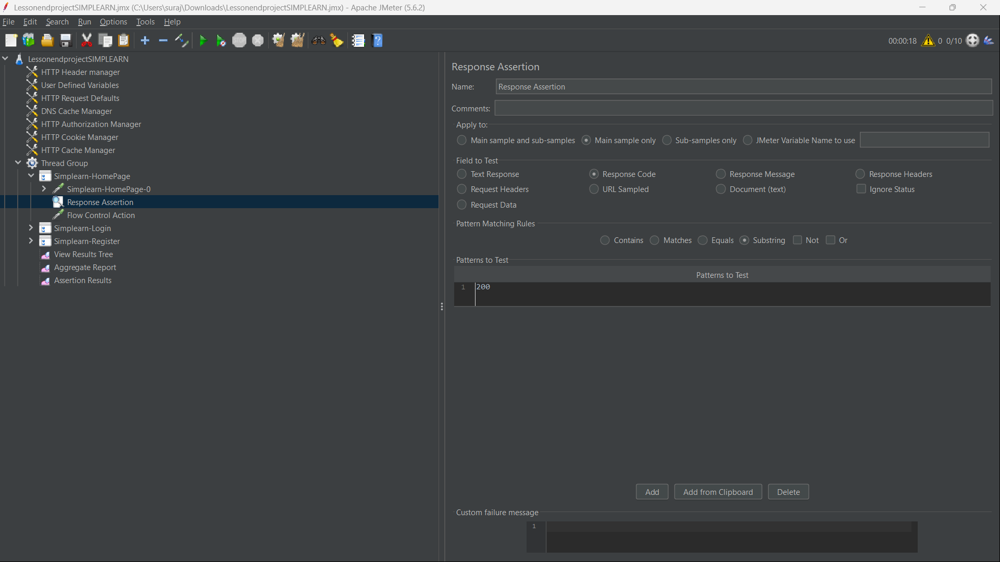 LessonendprojectSIMPLEARN.jmx (C:\Users\suraj\Downloads\LessonendprojectSIMPLEARN.jmx) - Apache JMeter (5.6.2)
File Edit Search Run Options Tools Help
STOP
00:00:18 0 0/10
LessonendprojectSIMPLEARN
HTTP Header manager
User Defined Variables
HTTP Request Defaults
DNS Cache Manager
HTTP Authorization Manager
HTTP Cookie Manager
HTTP Cache Manager
Thread Group
Simplearn-HomePage
Simplearn-HomePage-0
Response Assertion
Flow Control Action
Simplearn-Login
Simplearn-Register
View Results Tree
Aggregate Report
Assertion Results
Response Assertion
Name: Response Assertion
Comments:
Apply to:
Main sample and sub-samples Main sample only Sub-samples only JMeter Variable Name to use
Field to Test
Text Response Response Code Response Message Response Headers
Request Headers URL Sampled Document (text) Ignore Status
Request Data
Pattern Matching Rules
Contains Matches Equals Substring Not Or
Patterns to Test
Patterns to Test
1 200
Add Add from Clipboard Delete
Custom failure message
1